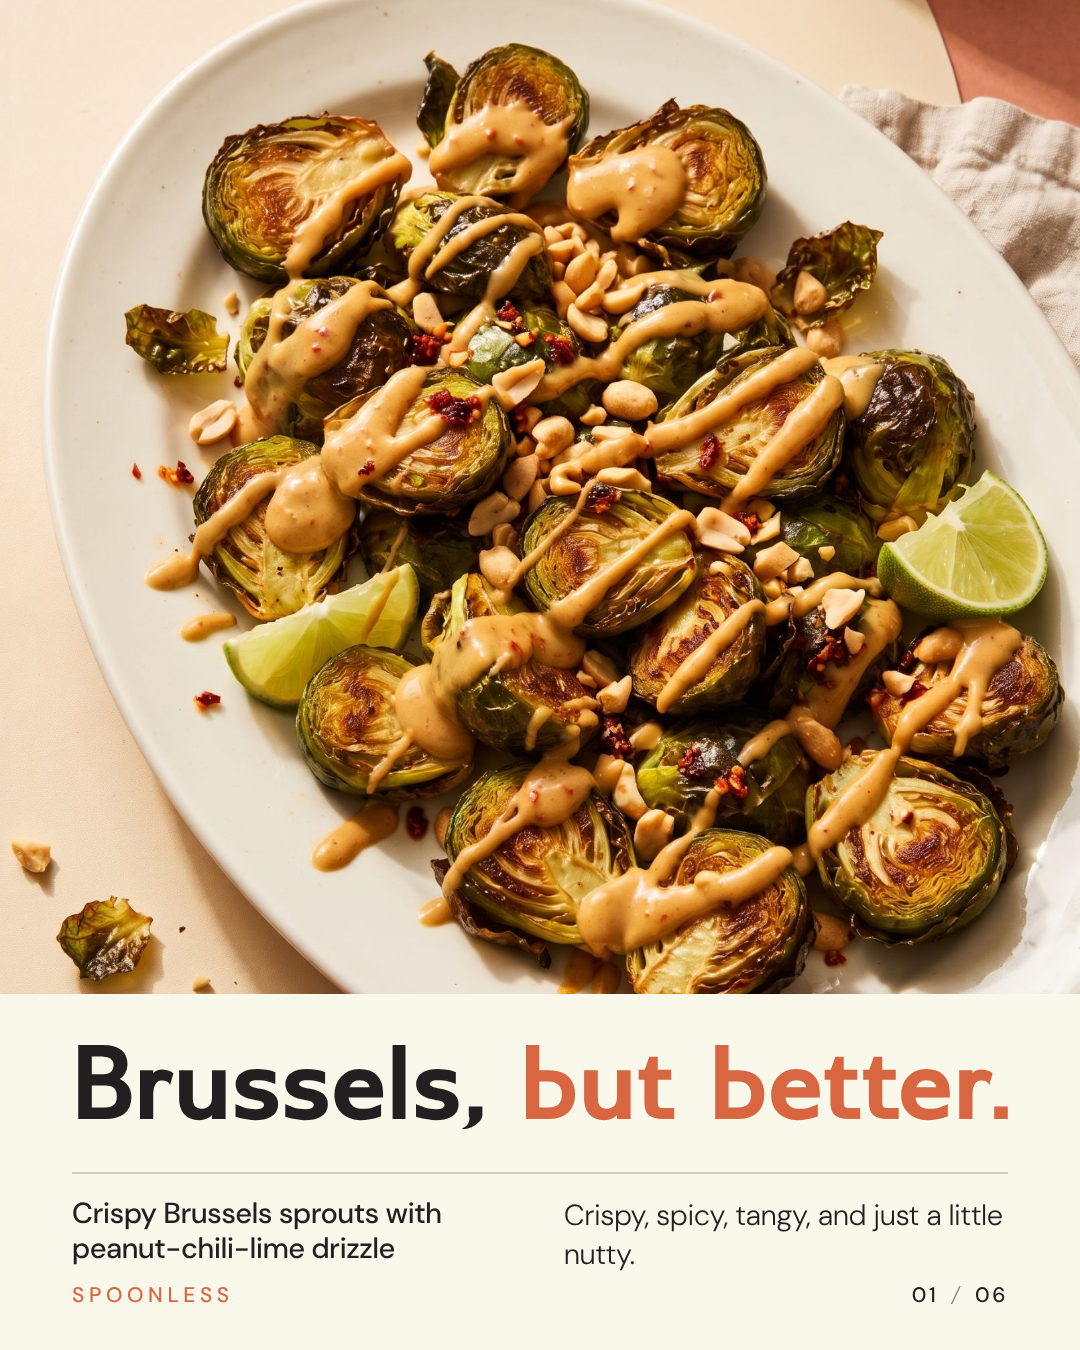 Brussels, but better.
Crispy Brussels sprouts with
peanut-chili-lime drizzle
Crispy, spicy, tangy, and just a little
nutty.
SPOONLESS
01 / 06